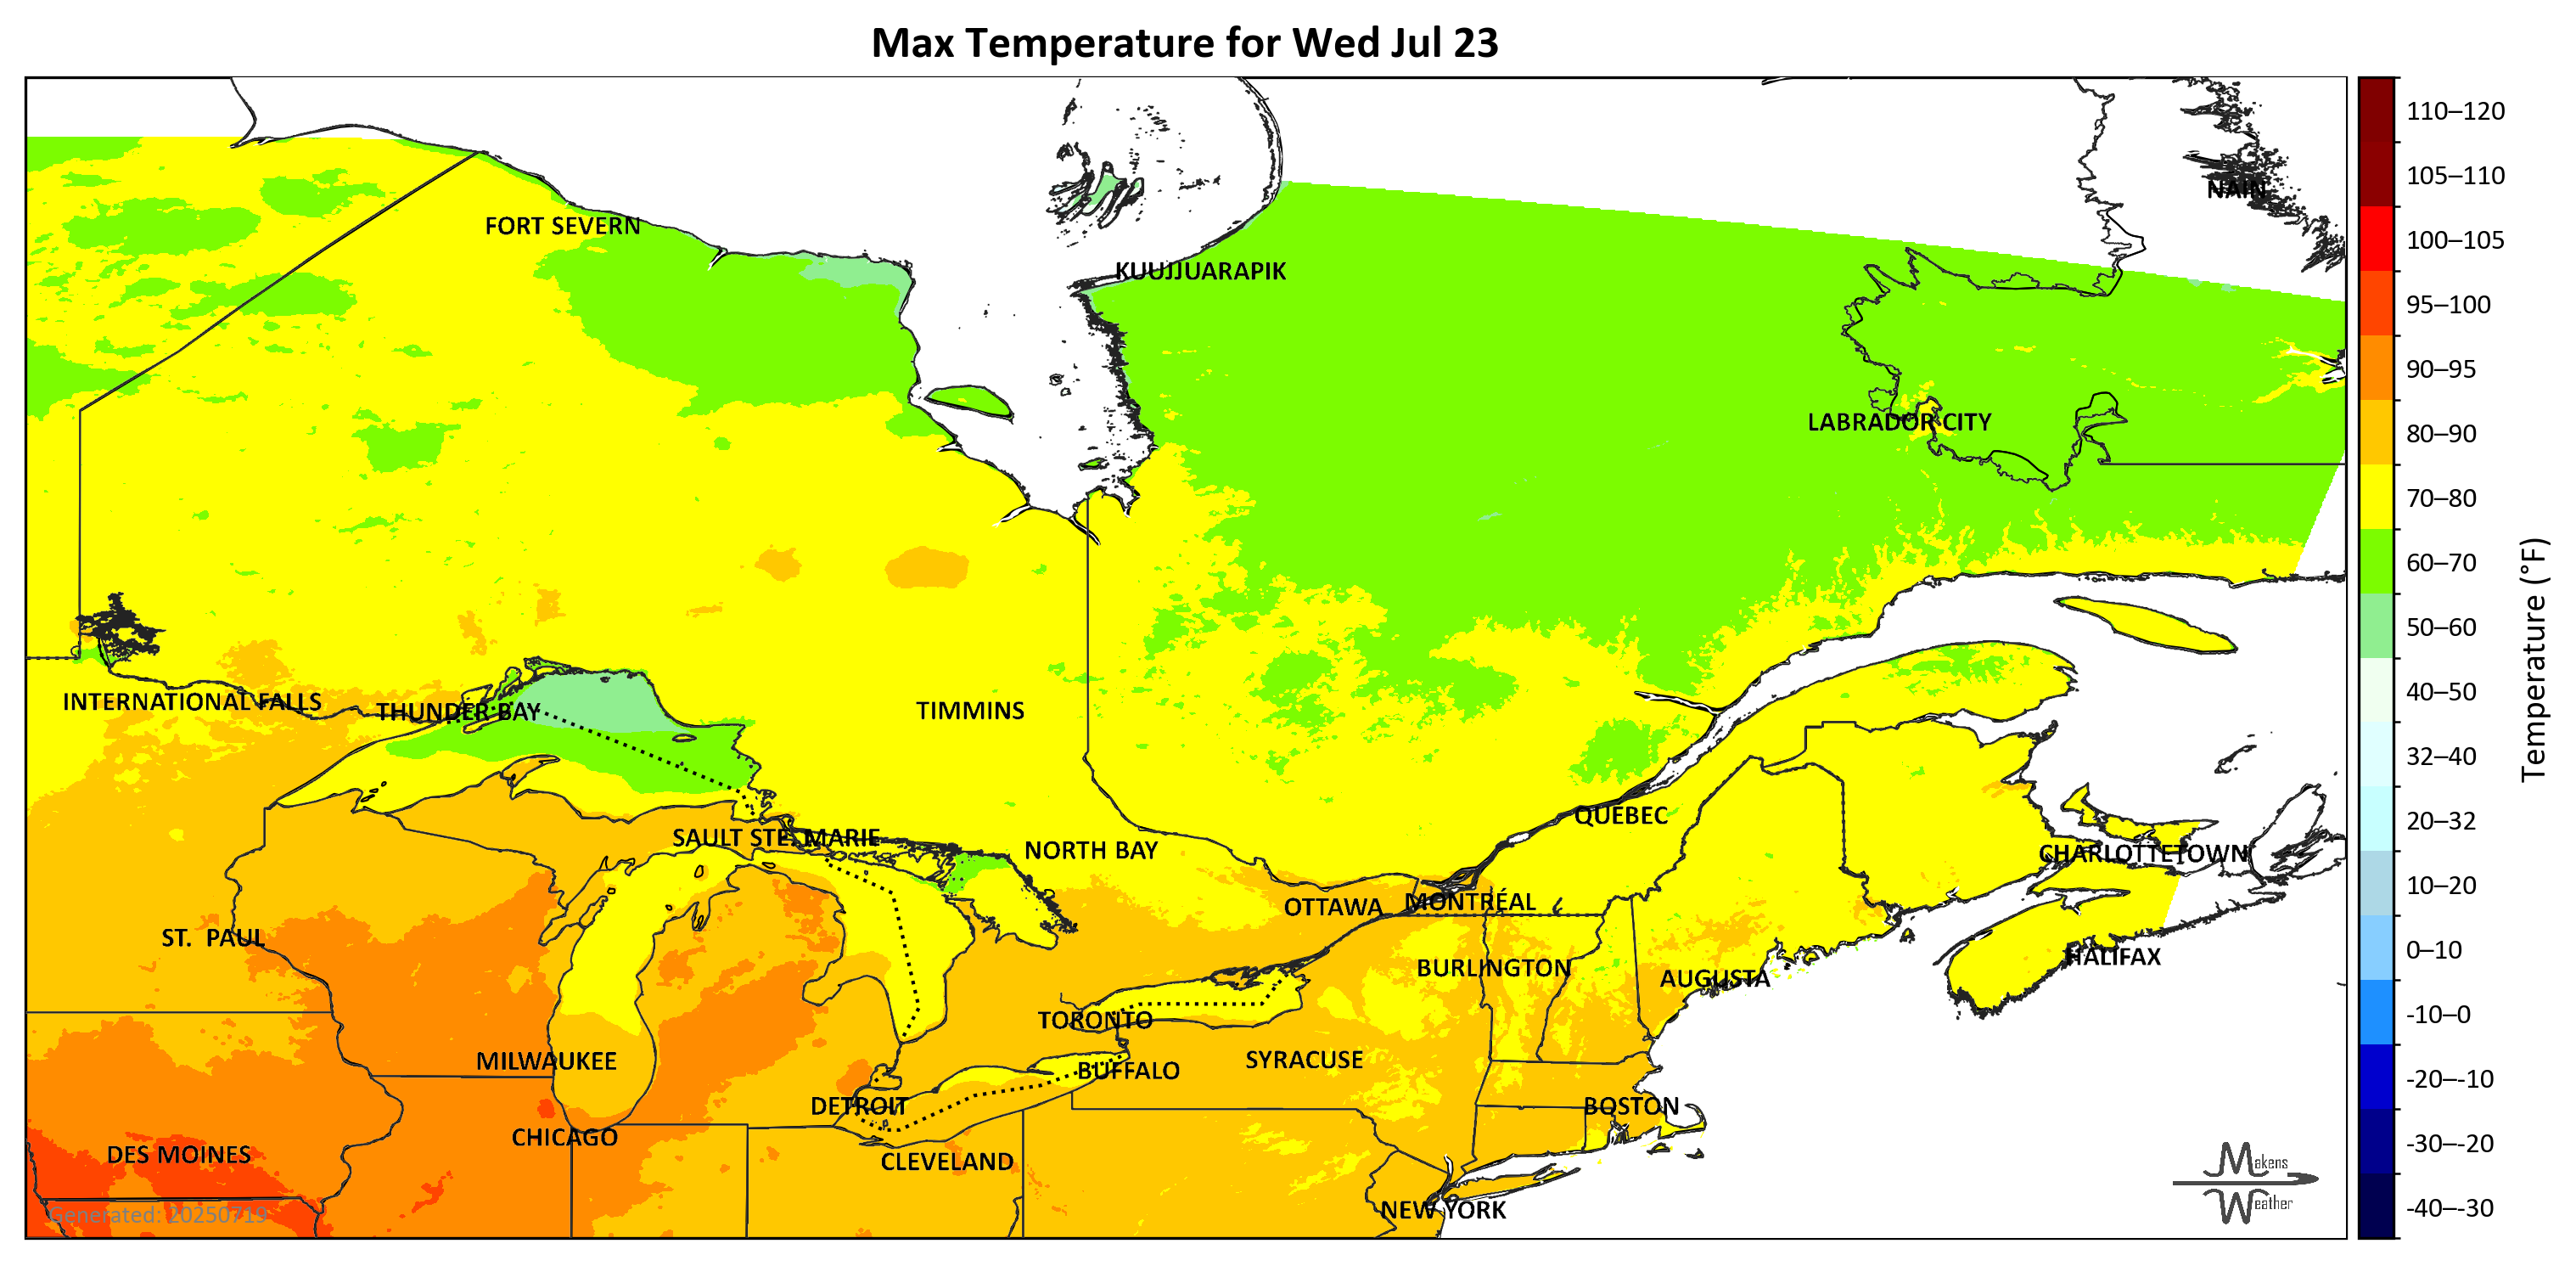 Max Temperature for Wed Jul 23
NAIN
FORT SEVERN
KUUJJUARAPIK
LABRADOR CITY
INTERNATIONAL FALLS
THUNDER BAY
TIMMINS
SAULT STE. MARIE
NORTH BAY
QUEBEC
CHARLOTTETOWN
OTTAWA
MONTRÉAL
ST. PAUL
HALIFAX
BURLINGTON
AUGUSTA
TORONTO
MILWAUKEE
SYRACUSE
BUFFALO
DETROIT
BOSTON
CHICAGO
DES MOINES
CLEVELAND
NEW YORK
Generated: 20250719
Makens
Weather
110–120
105–110
100–105
95–100
90–95
80–90
70–80
60–70
50–60
40–50
32–40
20–32
10–20
0–10
-10–0
-20–-10
-30–-20
-40–-30
Temperature (°F)